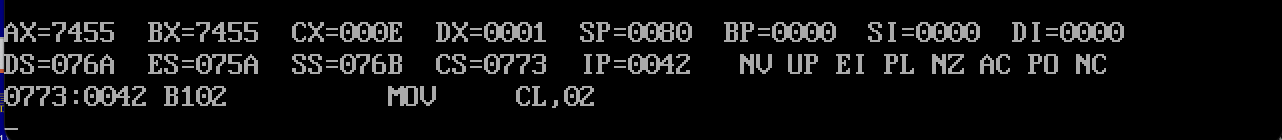 AX=7455 BX=7455 CX=000E DX=0001 SP=0080 BP=0000 SI=0000 DI=0000
DS=076A ES=075A SS=076B CS=0773 IP=0042 NV UP EI PL NZ AC PO NC
0773:0042 B102 MOV CL,02
_